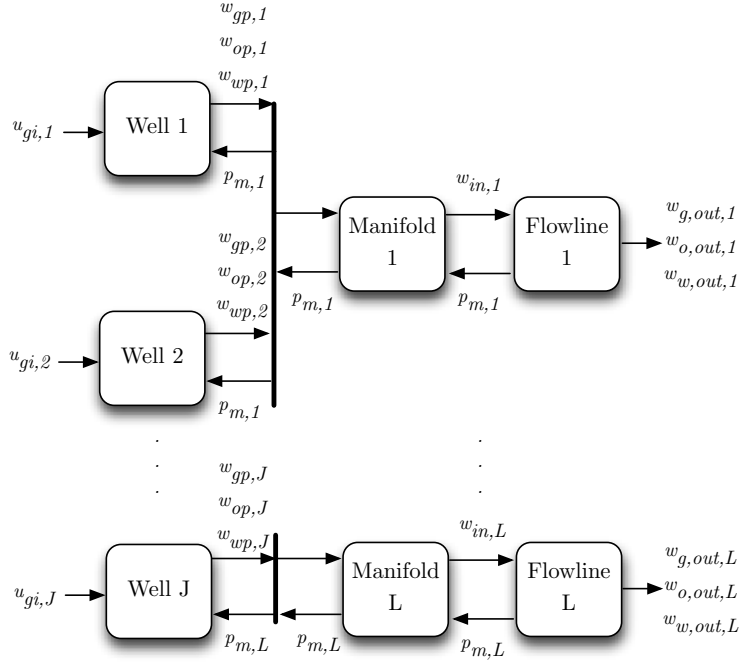 w_{gp,1}
w_{op,1}
w_{wp,1}
u_{gi,1}
Well 1
p_{m,1}
w_{in,1}
Manifold
1
Flowline
1
w_{g,out,1}
w_{o,out,1}
w_{w,out,1}
w_{gp,2}
w_{op,2}
w_{wp,2}
p_{m,1}
p_{m,1}
u_{gi,2}
Well 2
p_{m,1}
. .
. .
. .
w_{gp,J}
w_{op,J}
w_{wp,J}
u_{gi,J}
Well J
p_{m,L}
w_{in,L}
Manifold
L
Flowline
L
p_{m,L}
p_{m,L}
w_{g,out,L}
w_{o,out,L}
w_{w,out,L}